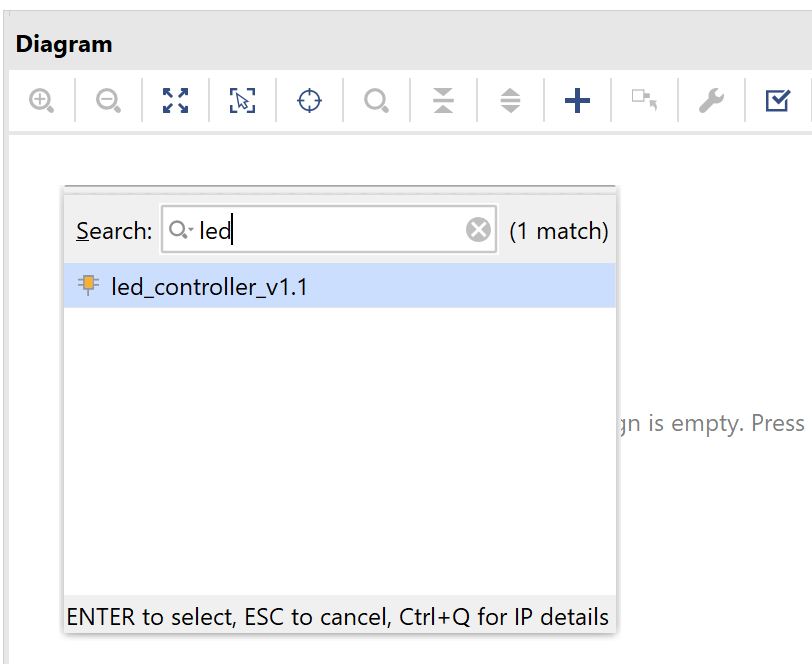 Diagram
Search: led (1 match)
led_controller_v1.1
is empty. Press
ENTER to select, ESC to cancel, Ctrl+Q for IP details